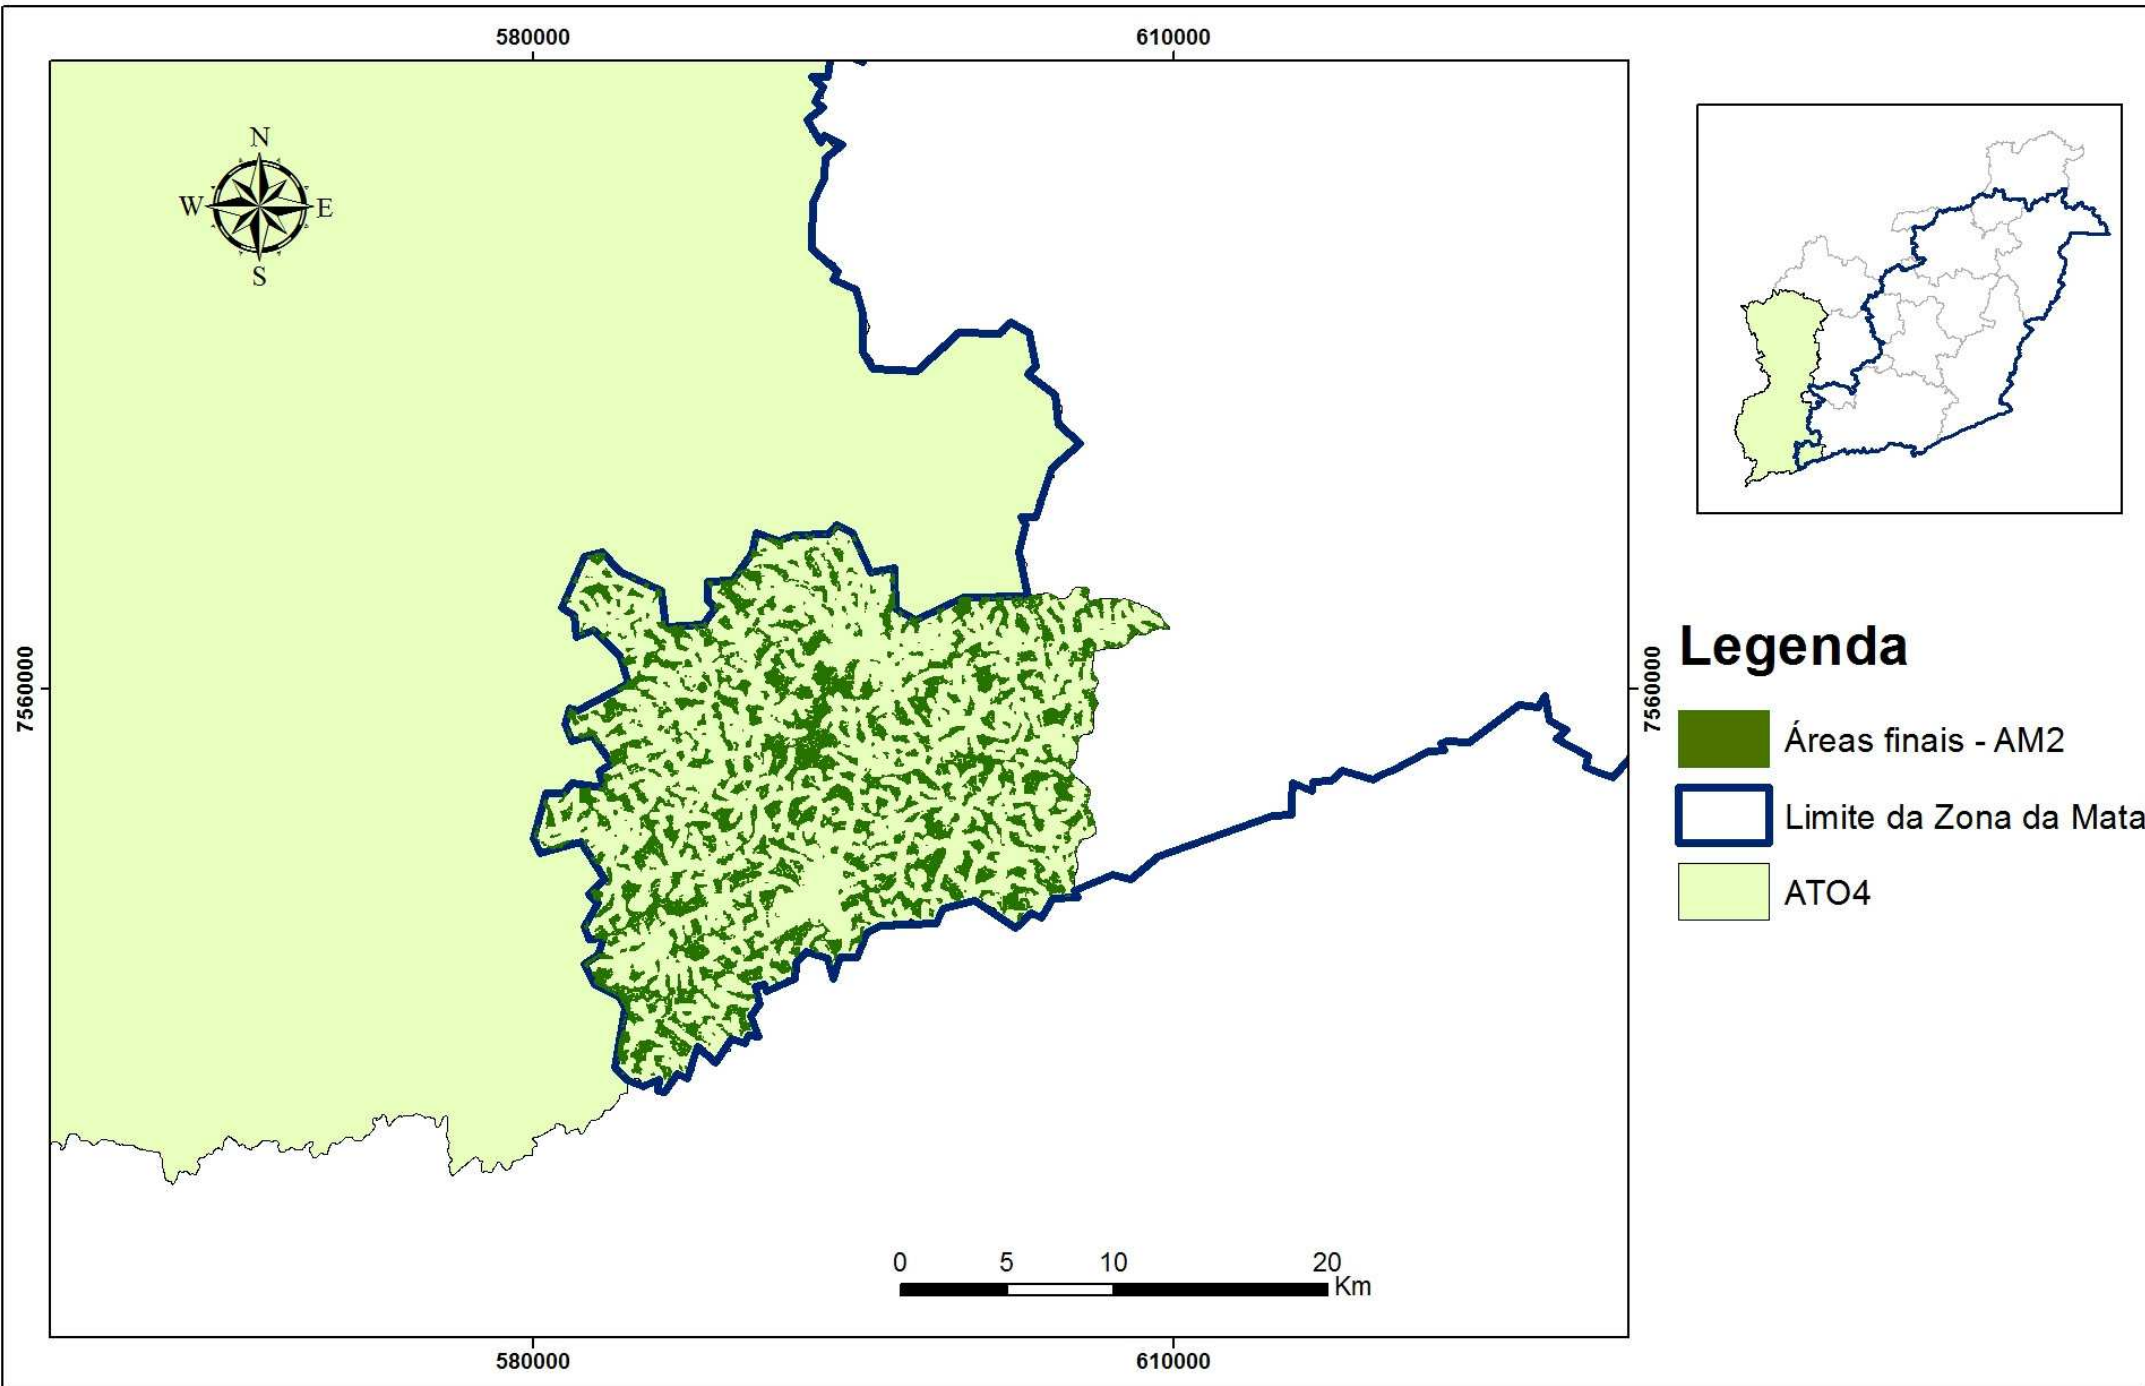 580000
610000
N
W
E
S
7560000
7560000
Legenda
Áreas finais - AM2
Limite da Zona da Mata
ATO4
0
5
10
20
Km
580000
610000